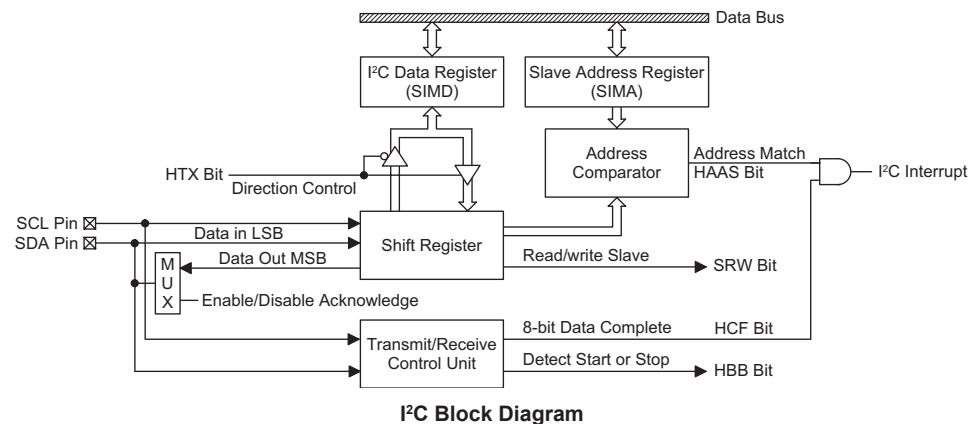 Data Bus
I²C Data Register
(SIMD)
Slave Address Register
(SIMA)
HTX Bit
Direction Control
Address
Comparator
Address Match
HAAS Bit
I²C Interrupt
SCL Pin
SDA Pin
Data in LSB
Shift Register
M
U
X
Data Out MSB
Read/write Slave
SRW Bit
Enable/Disable Acknowledge
Transmit/Receive
Control Unit
8-bit Data Complete
HCF Bit
Detect Start or Stop
HBB Bit
I²C Block Diagram